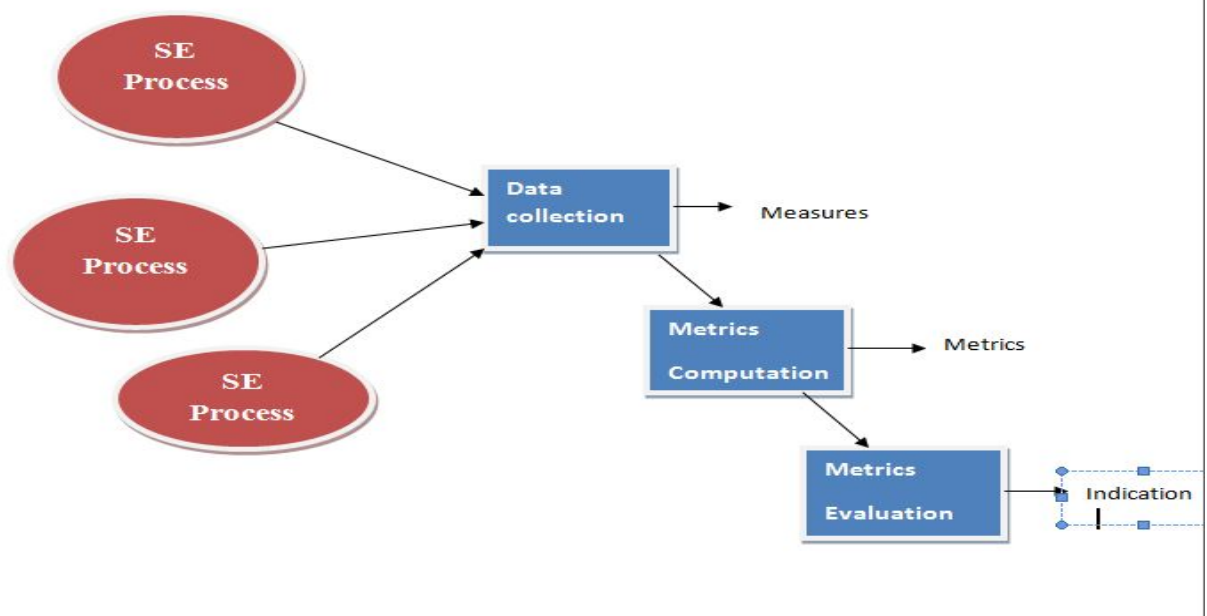 SE
Process
SE
Process
SE
Process
Data
collection
Measures
Metrics
Computation
Metrics
Metrics
Evaluation
Indication